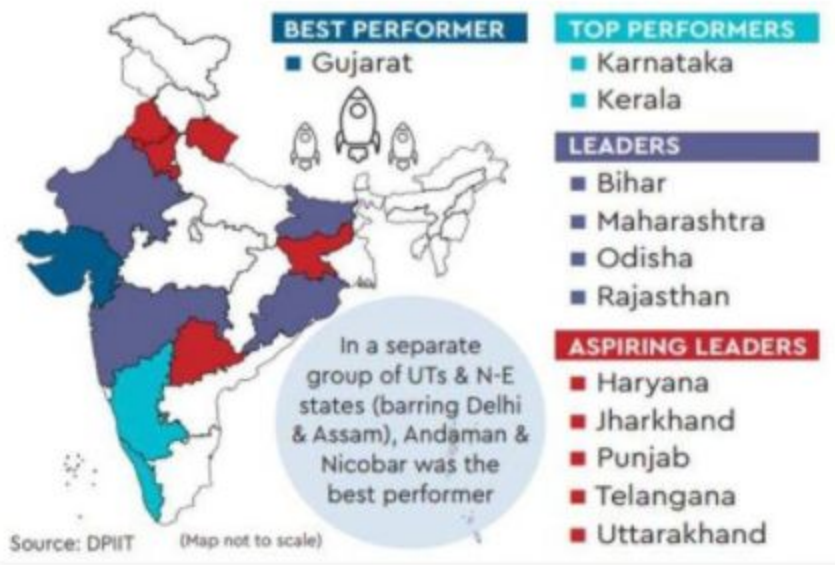 BEST PERFORMER
Gujarat
TOP PERFORMERS
Karnataka
Kerala
LEADERS
Bihar
Maharashtra
Odisha
Rajasthan
ASPIRING LEADERS
Haryana
Jharkhand
Punjab
Telangana
Uttarakhand
In a separate
group of UTs & N-E
states (barring Delhi
& Assam), Andaman &
Nicobar was the
best performer
Source: DPIIT
(Map not to scale)